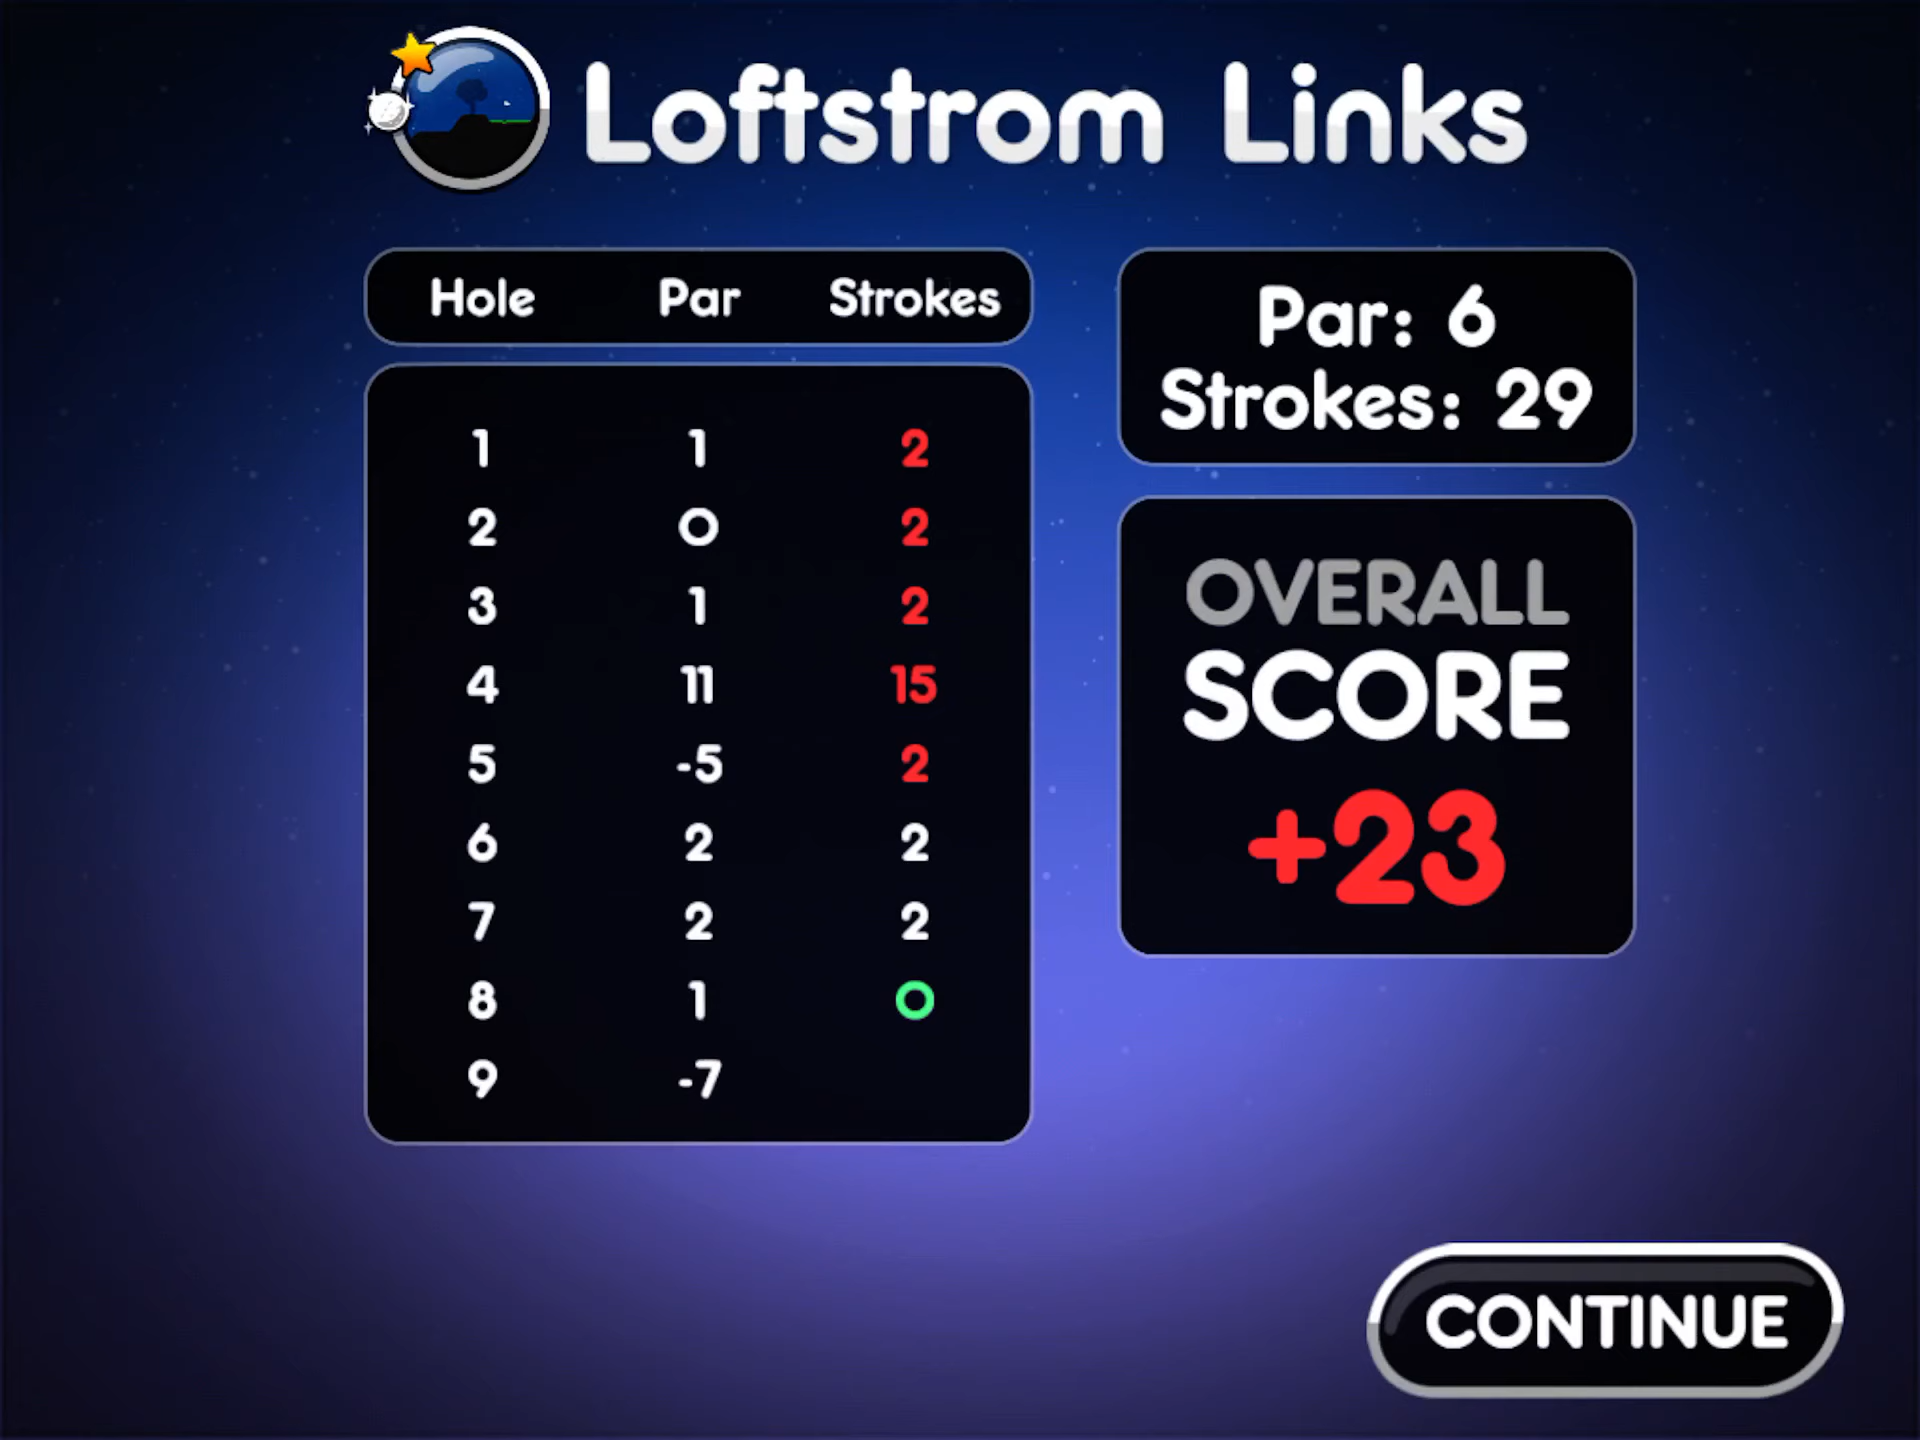 Loftstrom Links
Hole Par Strokes
1 1 2
2 0 2
3 1 2
4 11 15
5 -5 2
6 2 2
7 2 2
8 1 0
9 -7
Par: 6
Strokes: 29
OVERALL
SCORE
+23
CONTINUE